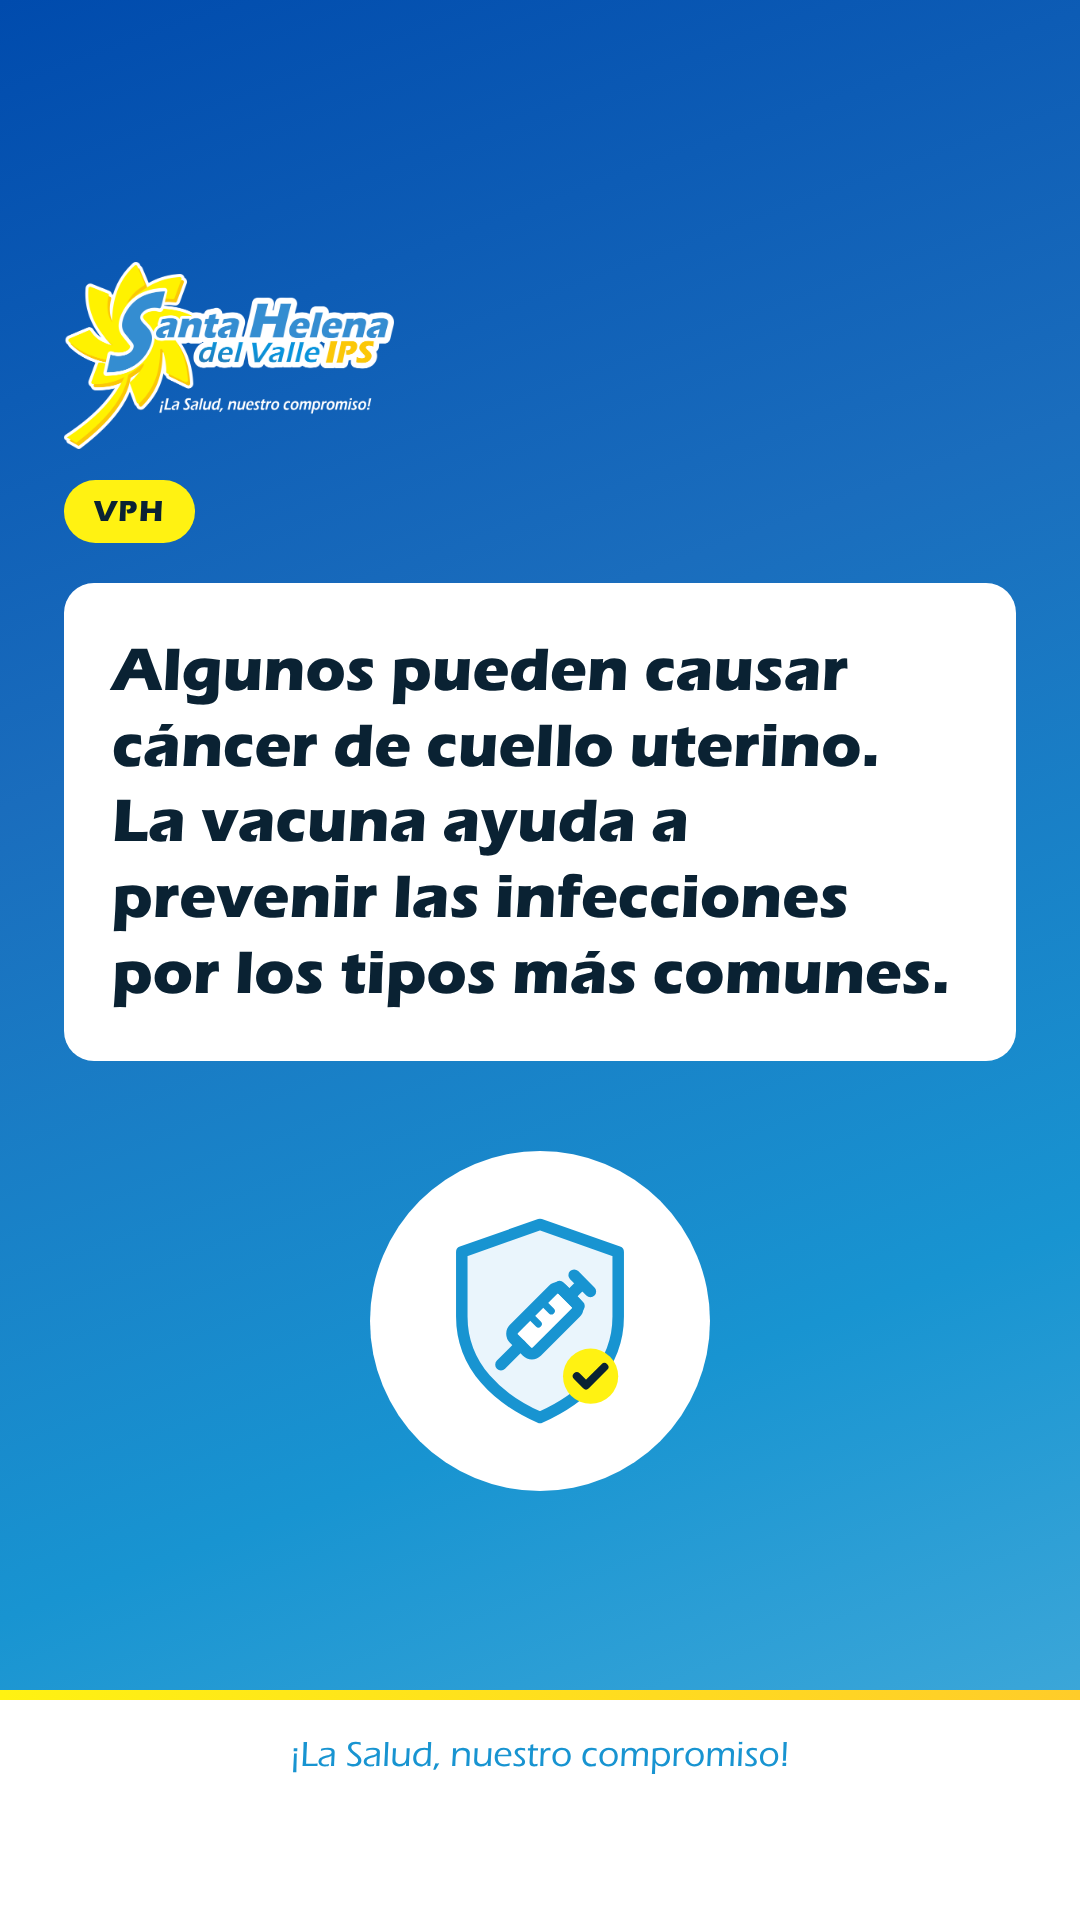 Santa Helena
del Valle IPS
¡La Salud, nuestro compromiso!
VPH
Algunos pueden causar
cáncer de cuello uterino.
La vacuna ayuda a
prevenir las infecciones
por los tipos más comunes.
¡La Salud, nuestro compromiso!